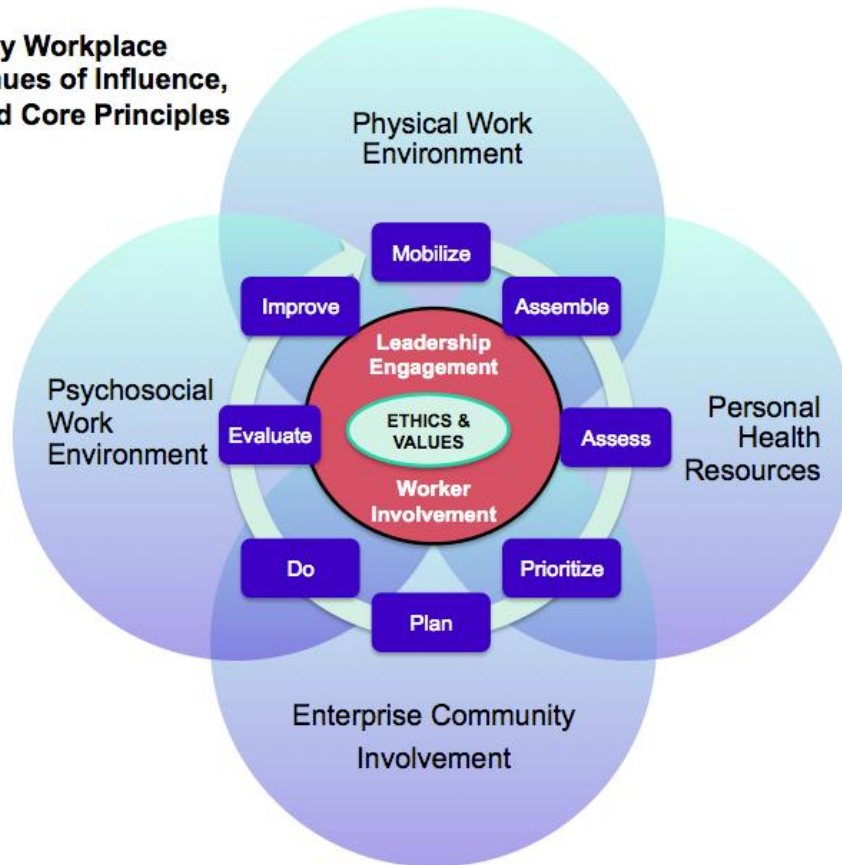 y Workplace
nues of Influence,
d Core Principles
Physical Work
Environment
Mobilize
Improve
Assemble
Leadership
Engagement
Psychosocial
Work
Environment
Evaluate
ETHICS &
VALUES
Assess
Personal
Health
Resources
Worker
Involvement
Do
Prioritize
Plan
Enterprise Community
Involvement